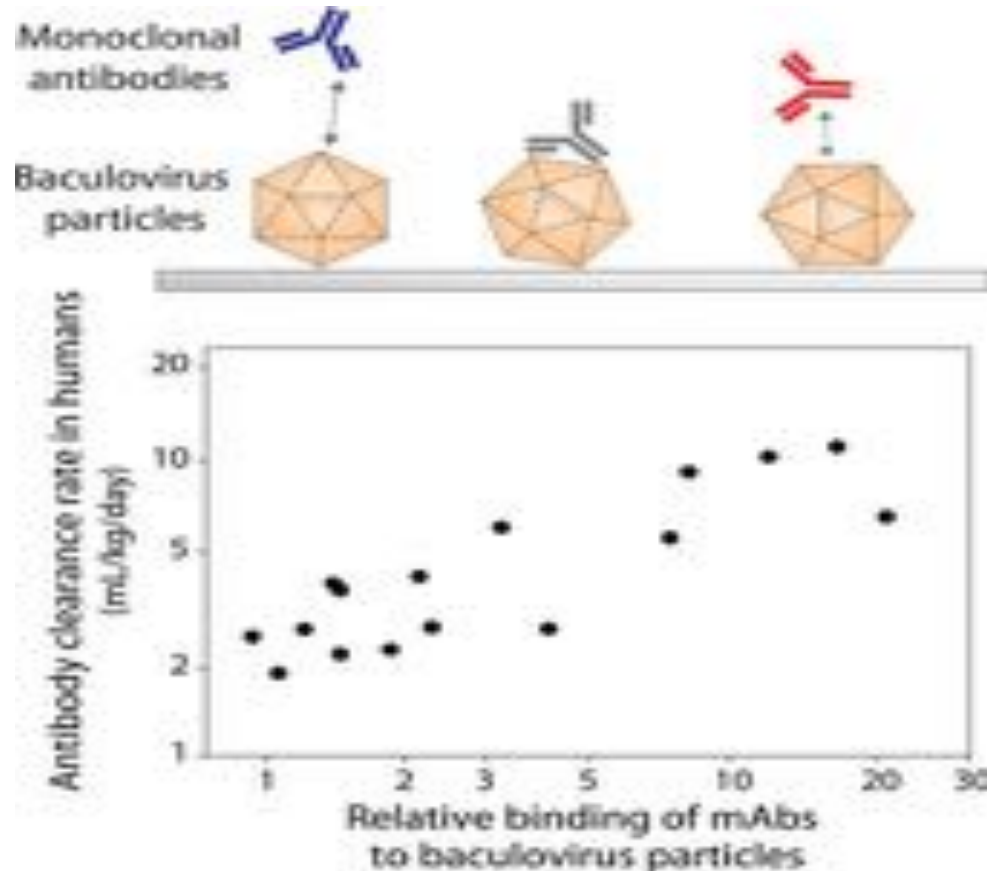 Monoclonal
antibodies
Baculovirus
particles
Antibody clearance rate in humans
(mL/kg/day)
20
10
5
2
1
1 2 3 5 10 20 30
Relative binding of mAbs
to baculovirus particles